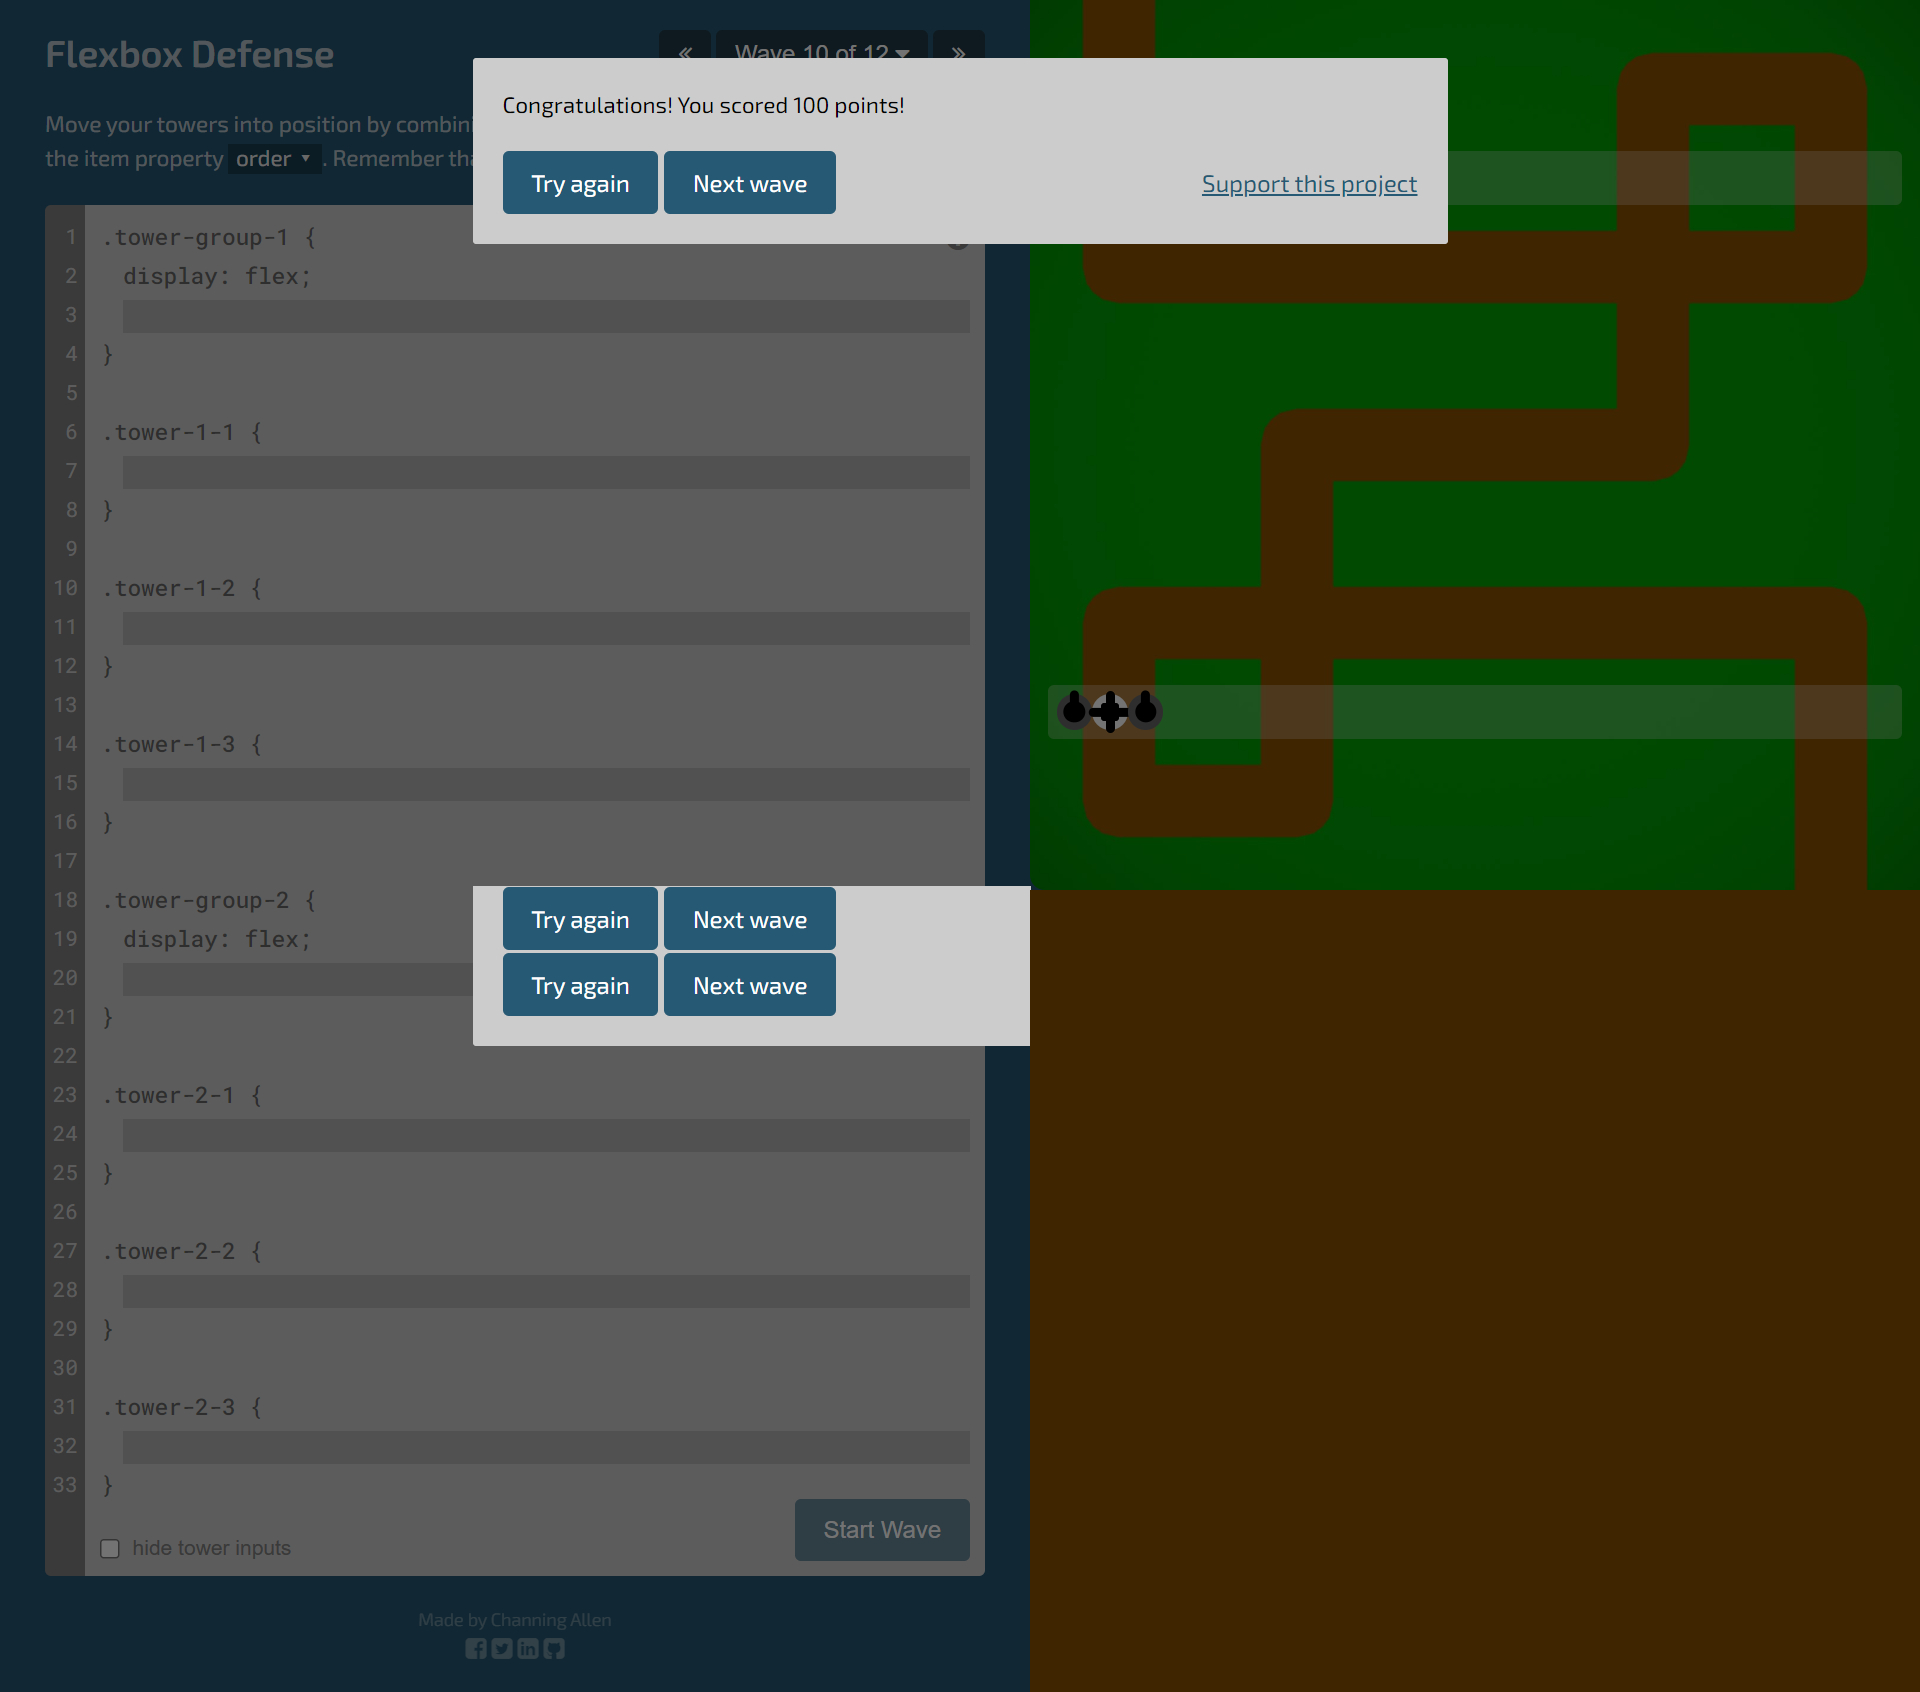 Flexbox Defense
« Wave 10 of 12 »
Congratulations! You scored 100 points!
Try again Next wave Support this project
Move your towers into position by combini
the item property order ▾ . Remember tha
1 .tower-group-1 {
2 display: flex;
3
4 }
5
6 .tower-1-1 {
7
8 }
9
10 .tower-1-2 {
11
12 }
13
14 .tower-1-3 {
15
16 }
17
18 .tower-group-2 {
19 display: flex;
20
21 }
22
23 .tower-2-1 {
24
25 }
26
27 .tower-2-2 {
28
29 }
30
31 .tower-2-3 {
32
33 }
Try again Next wave
Try again Next wave
hide tower inputs
Start Wave
Made by Channing Allen